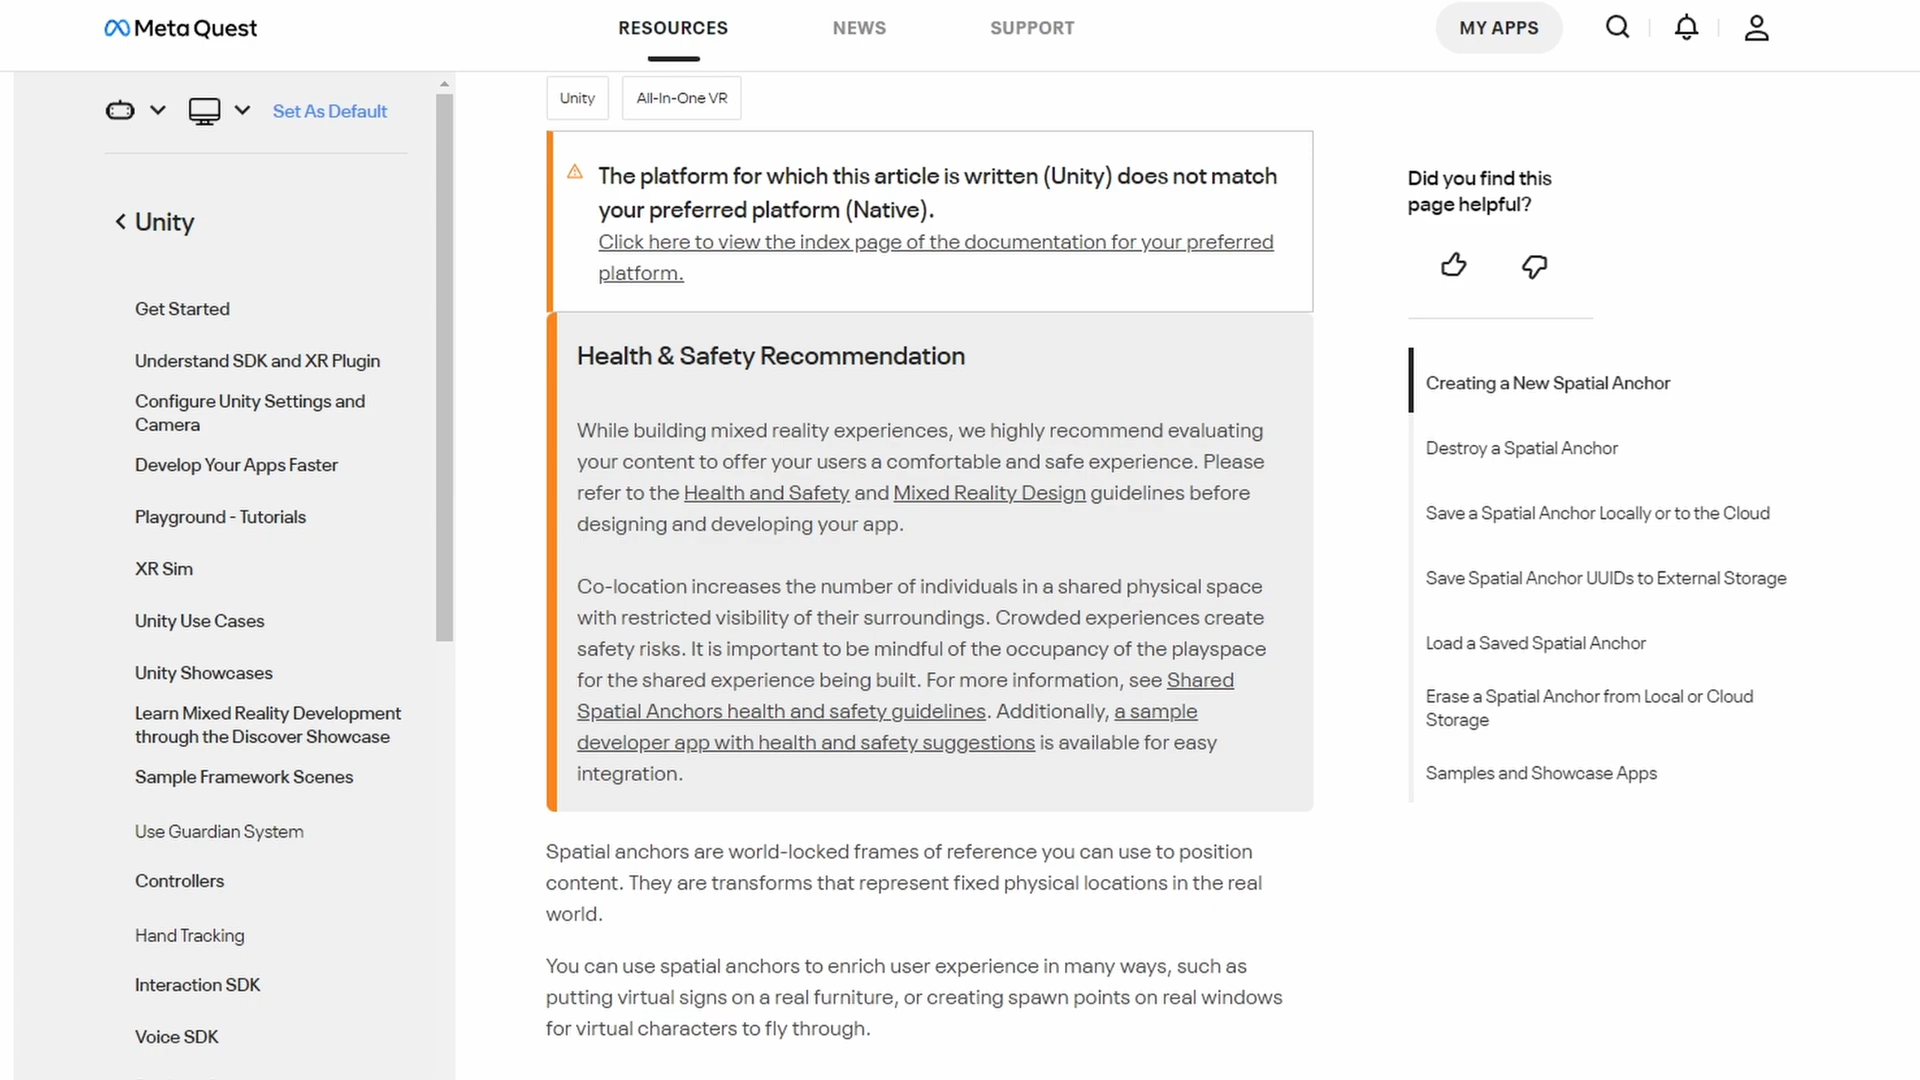 Meta Quest
RESOURCES
NEWS
SUPPORT
MY APPS
Set As Default
Unity
Get Started
Understand SDK and XR Plugin
Configure Unity Settings and
Camera
Develop Your Apps Faster
Playground - Tutorials
XR Sim
Unity Use Cases
Unity Showcases
Learn Mixed Reality Development
through the Discover Showcase
Sample Framework Scenes
Use Guardian System
Controllers
Hand Tracking
Interaction SDK
Voice SDK
Unity
All-In-One VR
The platform for which this article is written (Unity) does not match
your preferred platform (Native).
Click here to view the index page of the documentation for your preferred
platform.
Health & Safety Recommendation
While building mixed reality experiences, we highly recommend evaluating
your content to offer your users a comfortable and safe experience. Please
refer to the Health and Safety and Mixed Reality Design guidelines before
designing and developing your app.
Co-location increases the number of individuals in a shared physical space
with restricted visibility of their surroundings. Crowded experiences create
safety risks. It is important to be mindful of the occupancy of the playspace
for the shared experience being built. For more information, see Shared
Spatial Anchors health and safety guidelines. Additionally, a sample
developer app with health and safety suggestions is available for easy
integration.
Spatial anchors are world-locked frames of reference you can use to position
content. They are transforms that represent fixed physical locations in the real
world.
You can use spatial anchors to enrich user experience in many ways, such as
putting virtual signs on a real furniture, or creating spawn points on real windows
for virtual characters to fly through.
Did you find this
page helpful?
Creating a New Spatial Anchor
Destroy a Spatial Anchor
Save a Spatial Anchor Locally or to the Cloud
Save Spatial Anchor UUIDs to External Storage
Load a Saved Spatial Anchor
Erase a Spatial Anchor from Local or Cloud
Storage
Samples and Showcase Apps